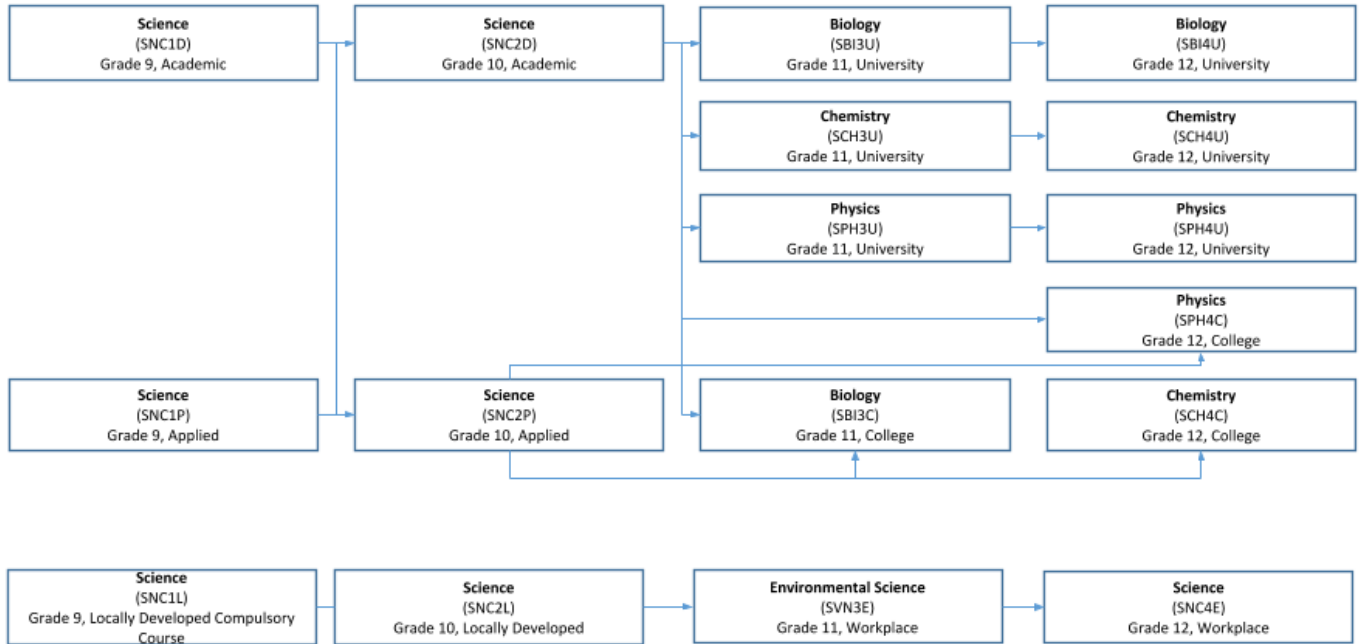 Science
(SNC1D)
Grade 9, Academic
Science
(SNC2D)
Grade 10, Academic
Biology
(SBI3U)
Grade 11, University
Biology
(SBI4U)
Grade 12, University
Chemistry
(SCH3U)
Grade 11, University
Chemistry
(SCH4U)
Grade 12, University
Physics
(SPH3U)
Grade 11, University
Physics
(SPH4U)
Grade 12, University
Physics
(SPH4C)
Grade 12, College
Science
(SNC1P)
Grade 9, Applied
Science
(SNC2P)
Grade 10, Applied
Biology
(SBI3C)
Grade 11, College
Chemistry
(SCH4C)
Grade 12, College
Science
(SNC1L)
Grade 9, Locally Developed Compulsory
Course
Science
(SNC2L)
Grade 10, Locally Developed
Environmental Science
(SVN3E)
Grade 11, Workplace
Science
(SNC4E)
Grade 12, Workplace